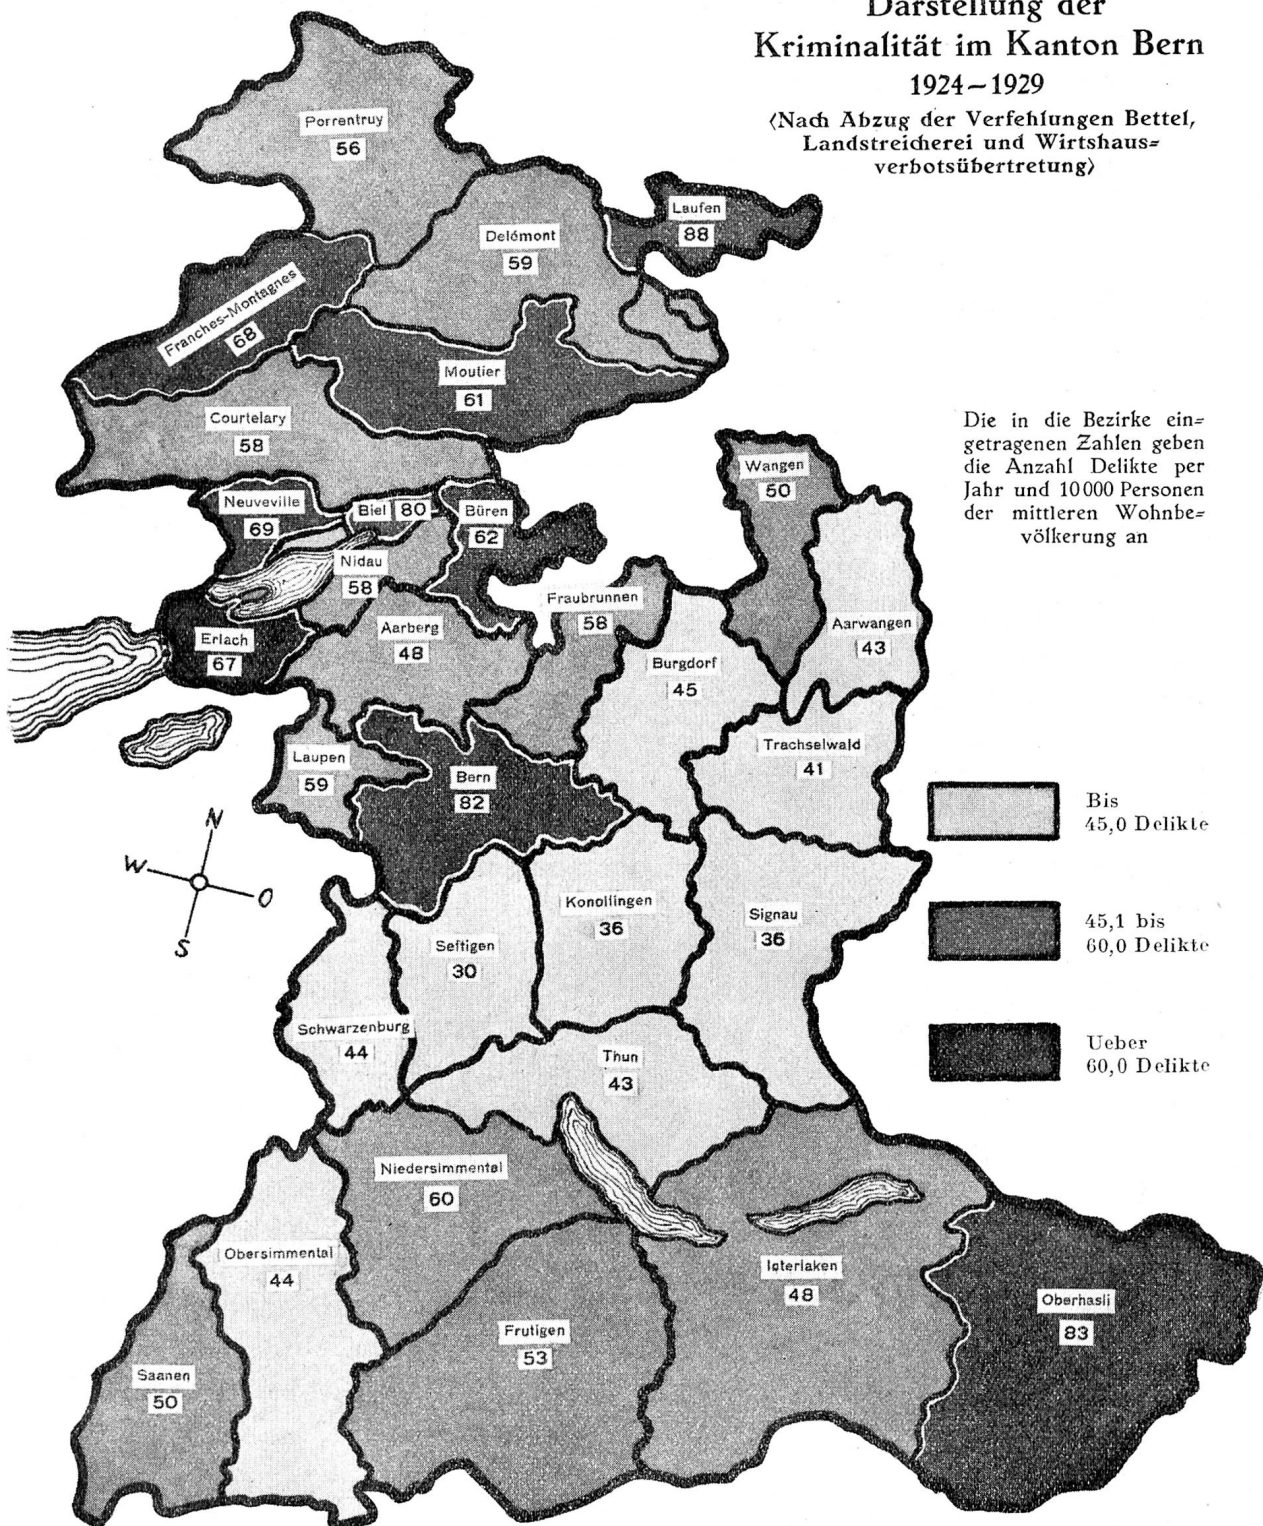 Darstellung der
Kriminalität im Kanton Bern
1924–1929
⟨Nach Abzug der Verfehlungen Bettel,
Landstreicherei und Wirtshaus=
verbotsübertretung⟩
Porrentruy
56
Laufen
88
Delémont
59
Franches-Montagnes
68
Moutier
61
Courtelary
58
Die in die Bezirke ein=
getragenen Zahlen geben
die Anzahl Delikte per
Jahr und 10000 Personen
der mittleren Wohnbe=
völkerung an
Wangen
50
Neuveville
69
Biel 80
Büren
62
Nidau
58
Fraubrunnen
58
Aarwangen
43
Erlach
67
Aarberg
48
Burgdorf
45
Trachselwald
41
Laupen
59
Bern
82
Bis
45,0 Delikte
N
W
O
S
Konolfingen
36
Signau
36
45,1 bis
60,0 Delikte
Seftigen
30
Schwarzenburg
44
Thun
43
Ueber
60,0 Delikte
Niedersimmental
60
Obersimmental
44
Interlaken
48
Oberhasli
83
Frutigen
53
Saanen
50